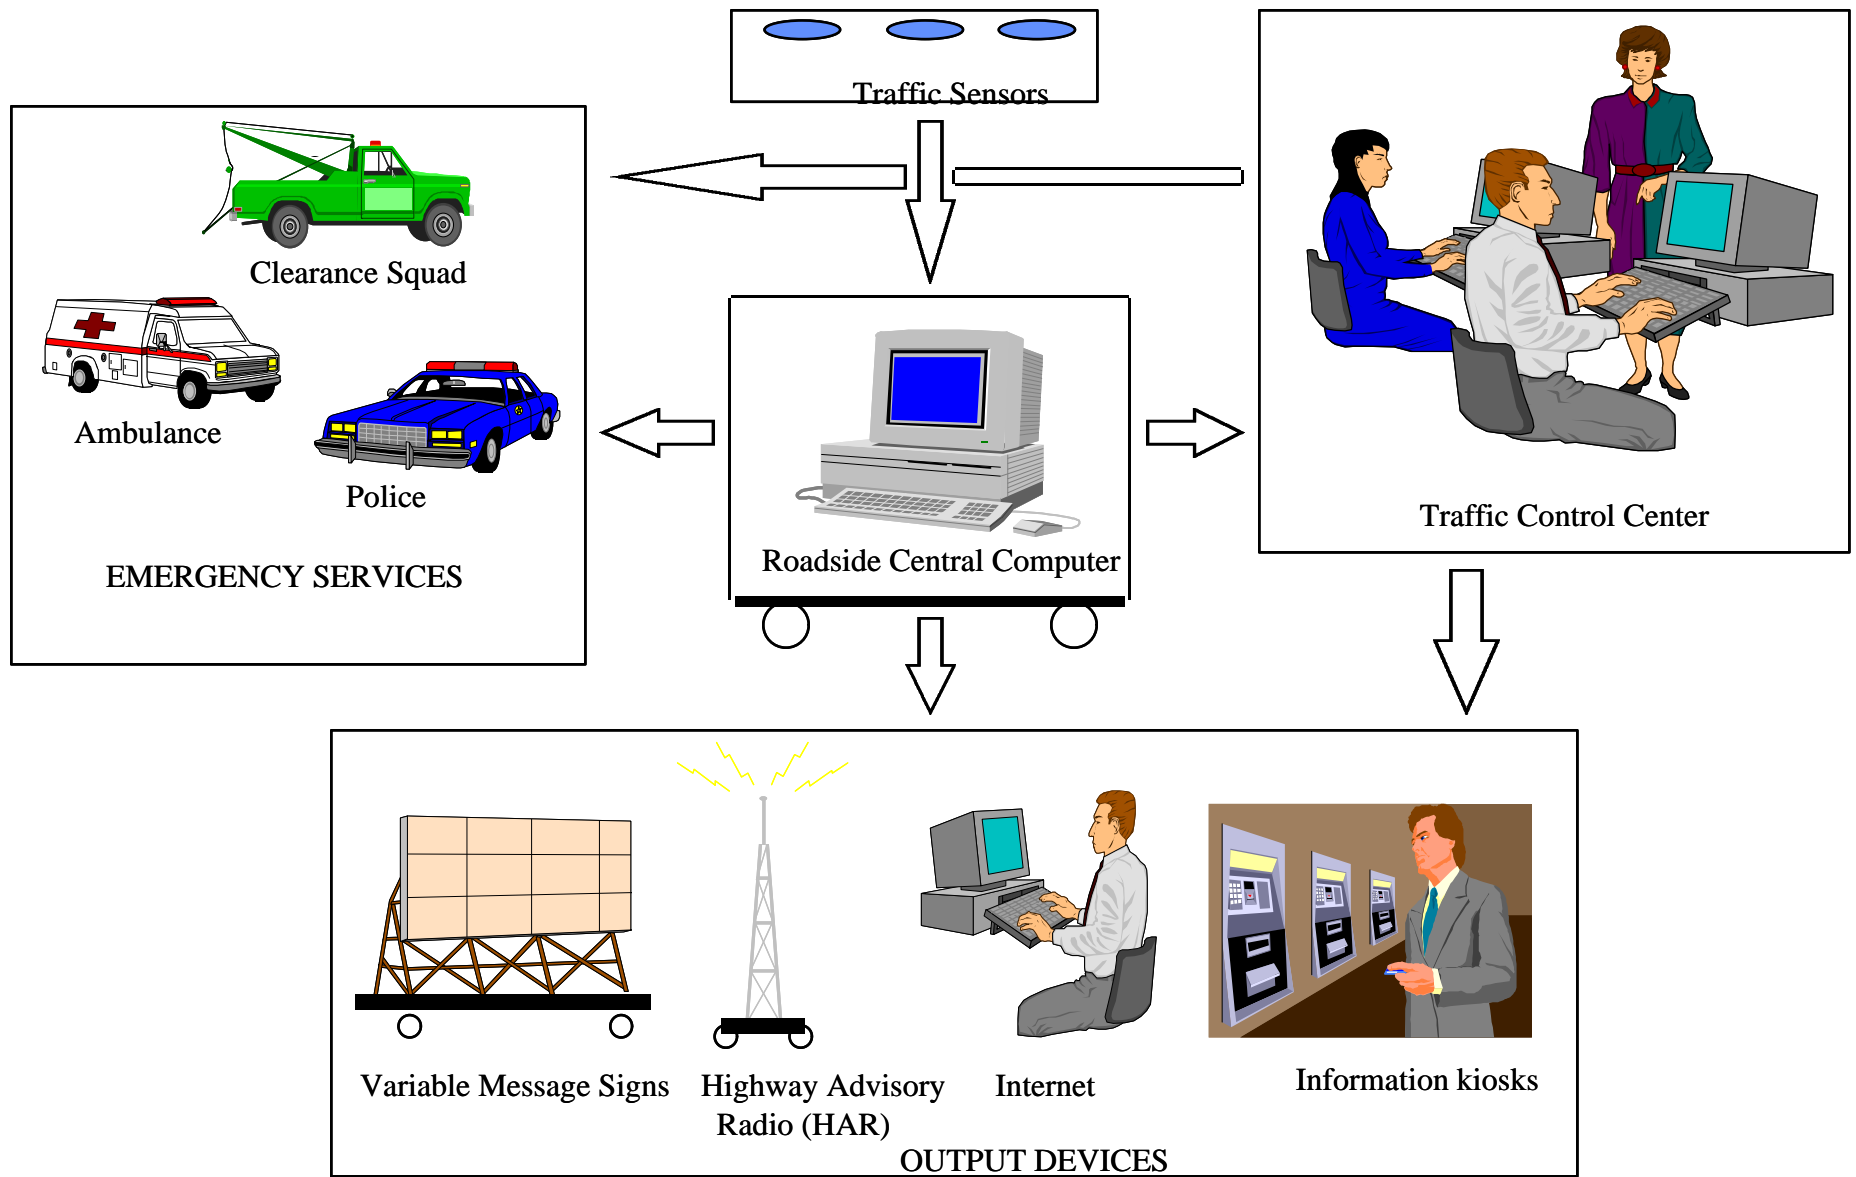 Traffic Sensors
Clearance Squad
Ambulance
Police
EMERGENCY SERVICES
Roadside Central Computer
Traffic Control Center
Variable Message Signs
Highway Advisory
Radio (HAR)
Internet
Information kiosks
OUTPUT DEVICES